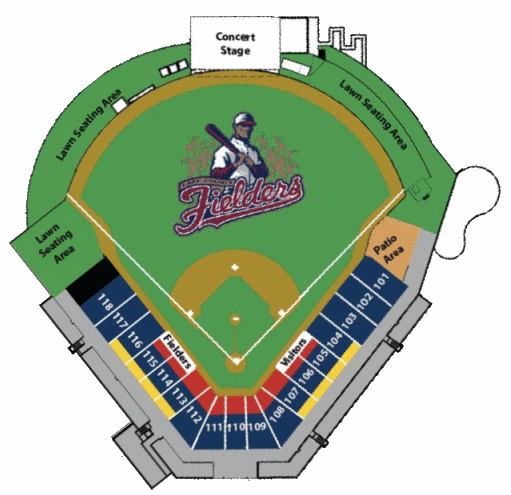 Concert
Stage
Lawn Seating Area
Lawn Seating Area
Fielders
Lawn
Seating
Area
Patio
Area
101
102
103
104
105
106
107
108
109
110
111
112
113
114
115
116
117
118
Fielders
Visitors